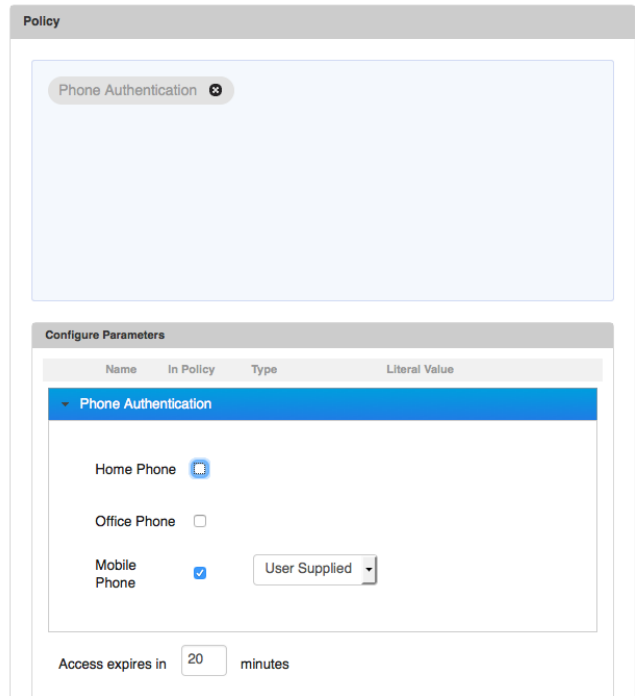 Policy
Phone Authentication
Configure Parameters
Name In Policy Type Literal Value
Phone Authentication
Home Phone
Office Phone
Mobile
Phone
User Supplied
Access expires in 20 minutes